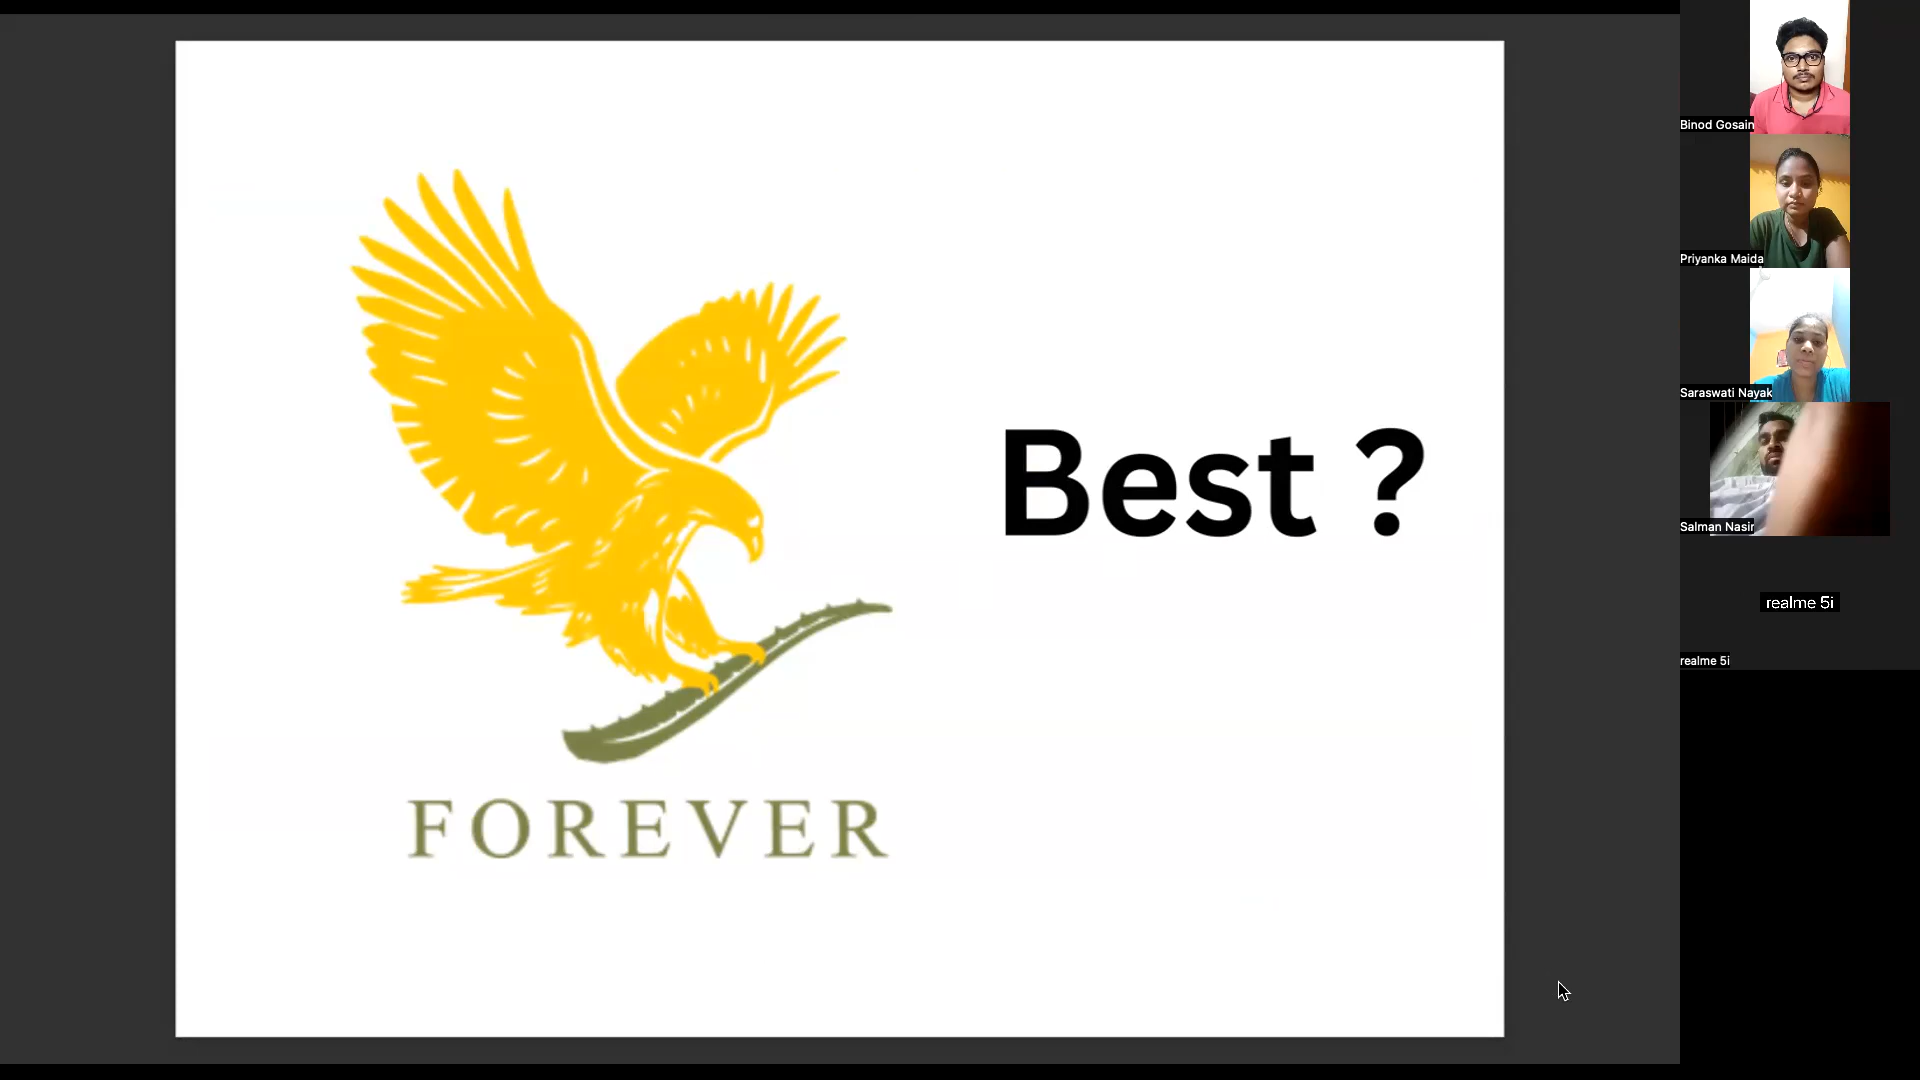 Best ?
FOREVER
Binod Gosain
Priyanka Maida
Saraswati Nayak
Salman Nasir
realme 5i
realme 5i